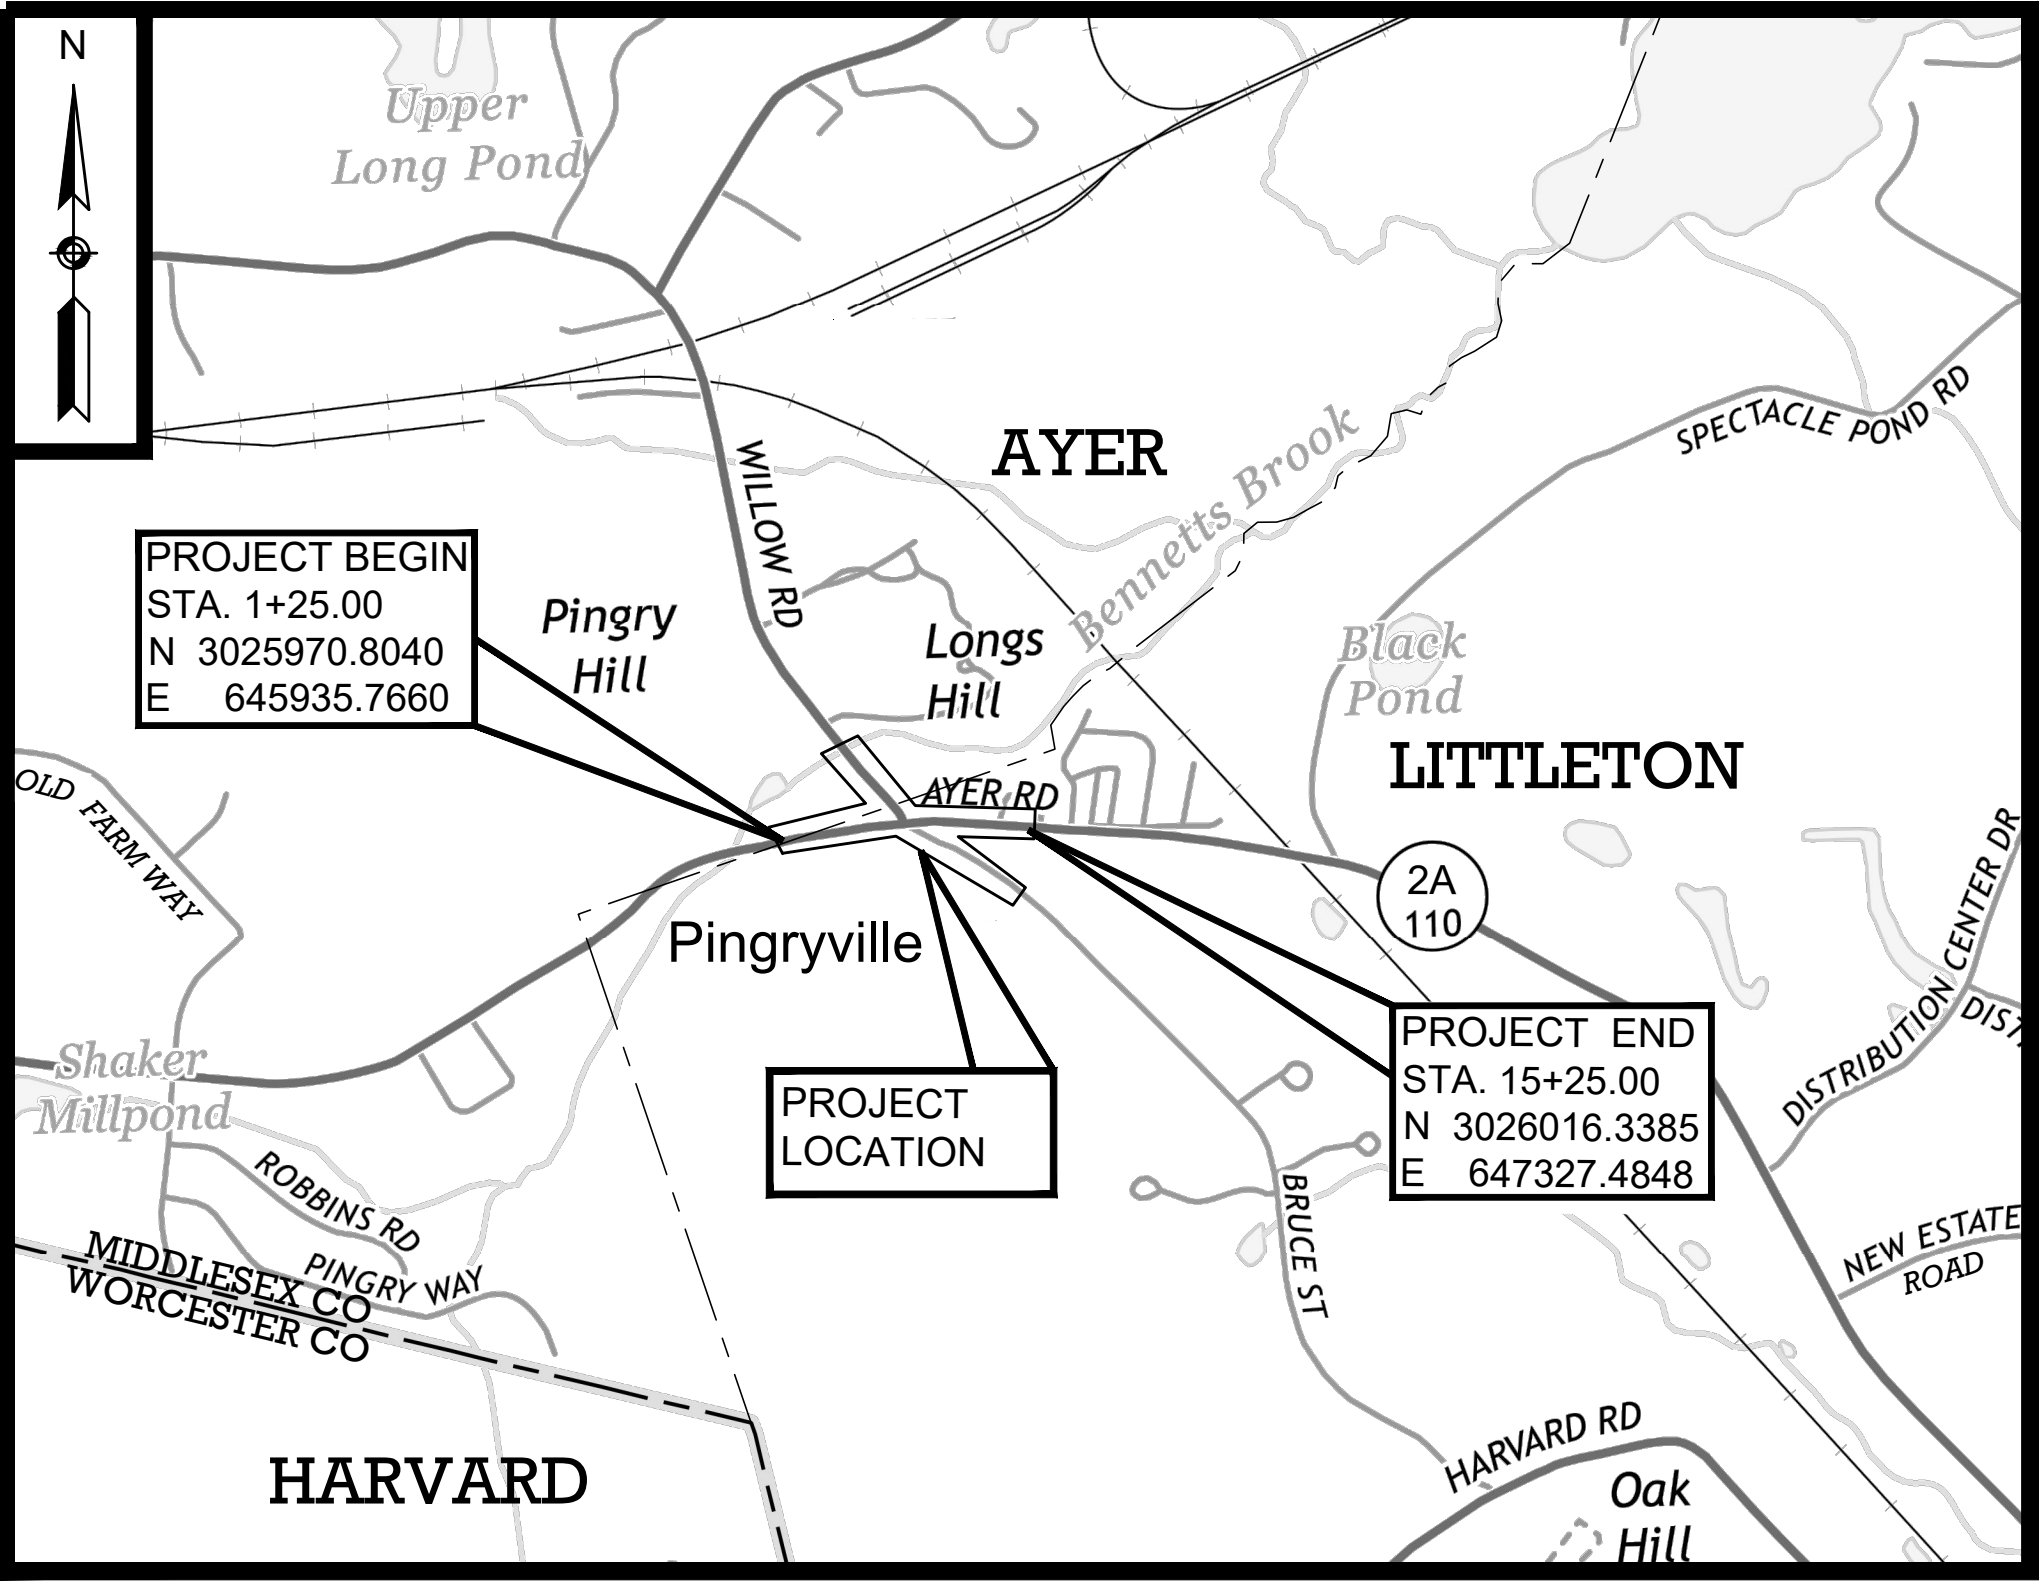 N
Upper
Long Pond
AYER
Bennetts Brook
SPECTACLE POND RD
WILLOW RD
PROJECT BEGIN
STA. 1+25.00
N 3025970.8040
E 645935.7660
Pingry
Hill
Longs
Hill
Black
Pond
LITTLETON
OLD FARM WAY
AYER RD
2A
110
DISTRIBUTION CENTER DR
Pingryville
DIST
PROJECT END
STA. 15+25.00
N 3026016.3385
E 647327.4848
Shaker
Millpond
PROJECT
LOCATION
ROBBINS RD
BRUCE ST
PINGRY WAY
NEW ESTATE
ROAD
MIDDLESEX CO
WORCESTER CO
HARVARD
HARVARD RD
Oak
Hill